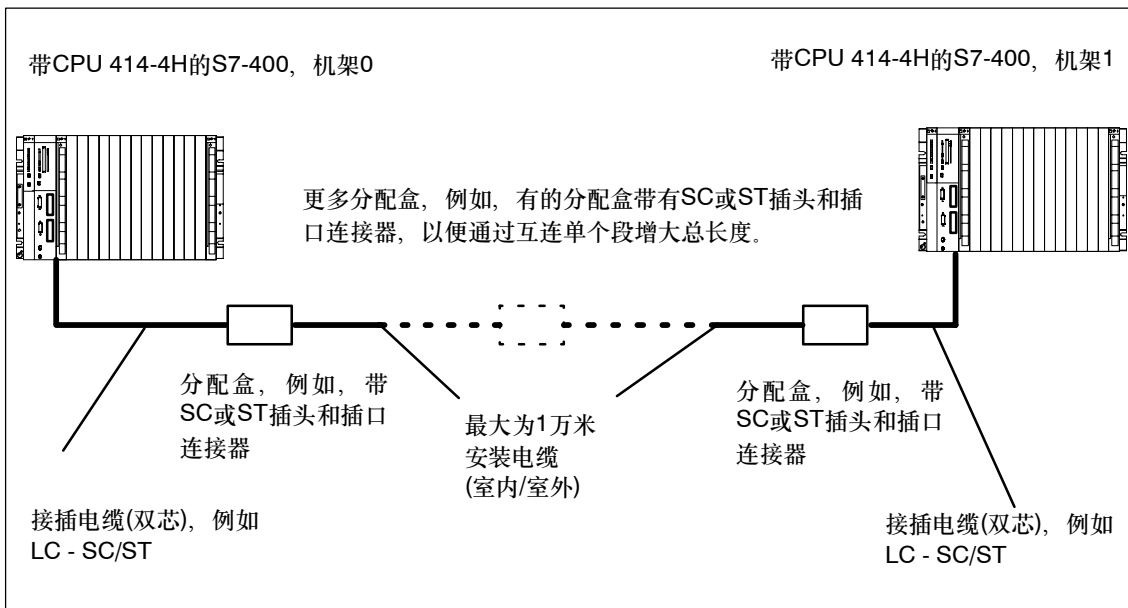 带CPU 414-4H的S7-400，机架0
带CPU 414-4H的S7-400，机架1
更多分配盒，例如，有的分配盒带有SC或ST插头和插
口连接器，以便通过互连单个段增大总长度。
分配盒，例如，带
SC或ST插头和插口
连接器
最大为1万米
安装电缆
(室内/室外)
分配盒，例如，带
SC或ST插头和插口
连接器
接插电缆(双芯)，例如
LC - SC/ST
接插电缆(双芯)，例如
LC - SC/ST